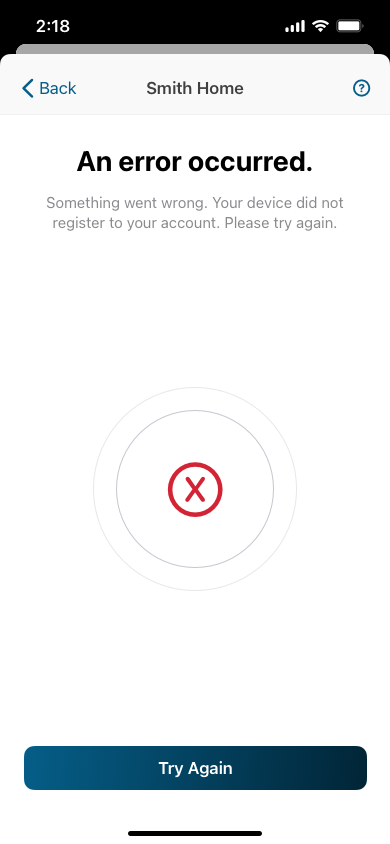 2:18
Back
Smith Home
?
An error occurred.
Something went wrong. Your device did not
register to your account. Please try again.
Try Again